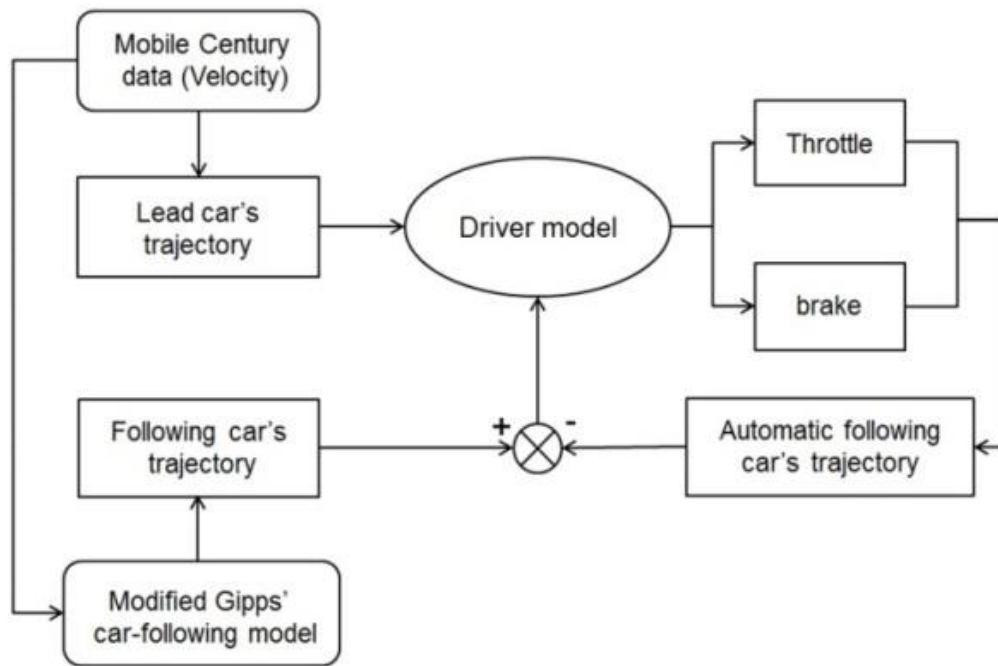 Mobile Century
data (Velocity)
Lead car's
trajectory
Driver model
Throttle
brake
Following car's
trajectory
+
-
Automatic following
car's trajectory
Modified Gipps'
car-following model